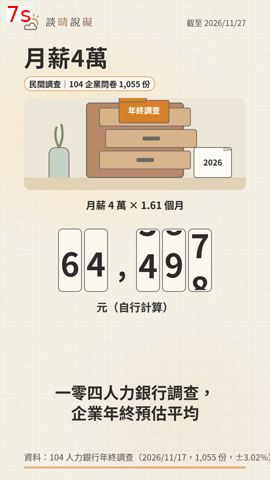 7s
談晴說礙
截至 2026/11/27
月薪4萬
民間調查｜104 企業問卷 1,055 份
年終調查
2026
月薪 4 萬 × 1.61 個月
64,49
元（自行計算）
一零四人力銀行調查，
企業年終預估平均
資料：104 人力銀行年終調查（2026/11/17，1,055 份，±3.02%）